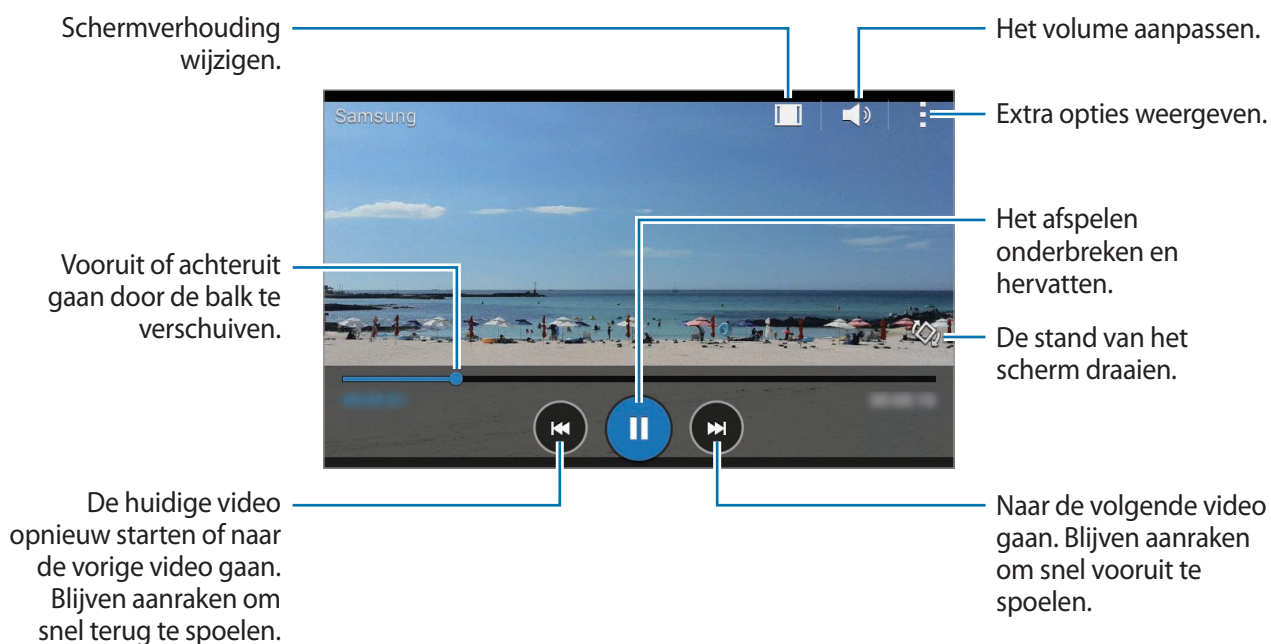 Schermverhouding
wijzigen.
Het volume aanpassen.
Samsung
Extra opties weergeven.
Het afspelen
onderbreken en
hervatten.
Vooruit of achteruit
gaan door de balk te
verschuiven.
De stand van het
scherm draaien.
De huidige video
opnieuw starten of naar
de vorige video gaan.
Blijven aanraken om
snel terug te spoelen.
Naar de volgende video
gaan. Blijven aanraken
om snel vooruit te
spoelen.